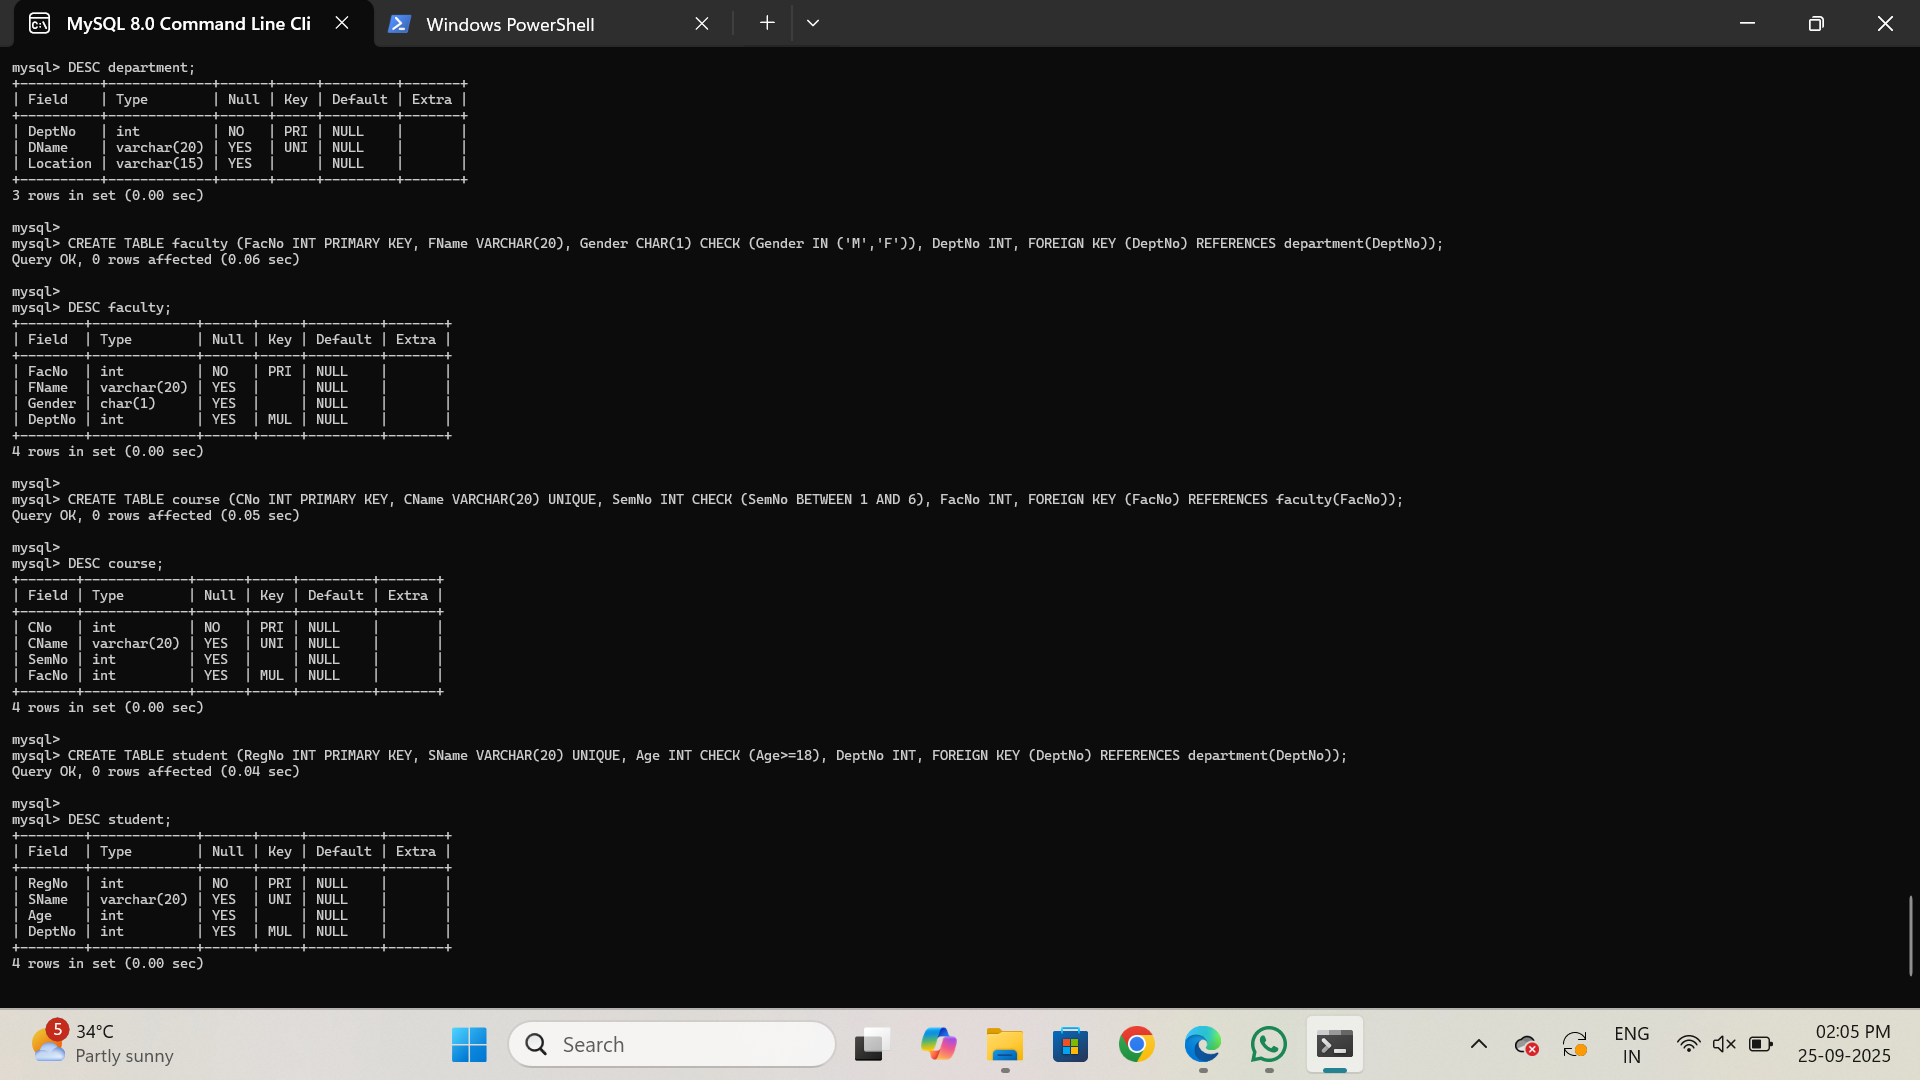 MySQL 8.0 Command Line Cli
Windows PowerShell
mysql> DESC department;
+----------+-------------+------+-----+---------+-------+
| Field    | Type        | Null | Key | Default | Extra |
+----------+-------------+------+-----+---------+-------+
| DeptNo   | int         | NO   | PRI | NULL    |       |
| DName    | varchar(20) | YES  | UNI | NULL    |       |
| Location | varchar(15) | YES  |     | NULL    |       |
+----------+-------------+------+-----+---------+-------+
3 rows in set (0.00 sec)
mysql>
mysql> CREATE TABLE faculty (FacNo INT PRIMARY KEY, FName VARCHAR(20), Gender CHAR(1) CHECK (Gender IN ('M','F')), DeptNo INT, FOREIGN KEY (DeptNo) REFERENCES department(DeptNo));
Query OK, 0 rows affected (0.06 sec)
mysql>
mysql> DESC faculty;
+--------+-------------+------+-----+---------+-------+
| Field  | Type        | Null | Key | Default | Extra |
+--------+-------------+------+-----+---------+-------+
| FacNo  | int         | NO   | PRI | NULL    |       |
| FName  | varchar(20) | YES  |     | NULL    |       |
| Gender | char(1)     | YES  |     | NULL    |       |
| DeptNo | int         | YES  | MUL | NULL    |       |
+--------+-------------+------+-----+---------+-------+
4 rows in set (0.00 sec)
mysql>
mysql> CREATE TABLE course (CNo INT PRIMARY KEY, CName VARCHAR(20) UNIQUE, SemNo INT CHECK (SemNo BETWEEN 1 AND 6), FacNo INT, FOREIGN KEY (FacNo) REFERENCES faculty(FacNo));
Query OK, 0 rows affected (0.05 sec)
mysql>
mysql> DESC course;
+-------+-------------+------+-----+---------+-------+
| Field | Type        | Null | Key | Default | Extra |
+-------+-------------+------+-----+---------+-------+
| CNo   | int         | NO   | PRI | NULL    |       |
| CName | varchar(20) | YES  | UNI | NULL    |       |
| SemNo | int         | YES  |     | NULL    |       |
| FacNo | int         | YES  | MUL | NULL    |       |
+-------+-------------+------+-----+---------+-------+
4 rows in set (0.00 sec)
mysql>
mysql> CREATE TABLE student (RegNo INT PRIMARY KEY, SName VARCHAR(20) UNIQUE, Age INT CHECK (Age>=18), DeptNo INT, FOREIGN KEY (DeptNo) REFERENCES department(DeptNo));
Query OK, 0 rows affected (0.04 sec)
mysql>
mysql> DESC student;
+--------+-------------+------+-----+---------+-------+
| Field  | Type        | Null | Key | Default | Extra |
+--------+-------------+------+-----+---------+-------+
| RegNo  | int         | NO   | PRI | NULL    |       |
| SName  | varchar(20) | YES  | UNI | NULL    |       |
| Age    | int         | YES  |     | NULL    |       |
| DeptNo | int         | YES  | MUL | NULL    |       |
+--------+-------------+------+-----+---------+-------+
4 rows in set (0.00 sec)
5
34°C
Partly sunny
Search
ENG
IN
02:05 PM
25-09-2025